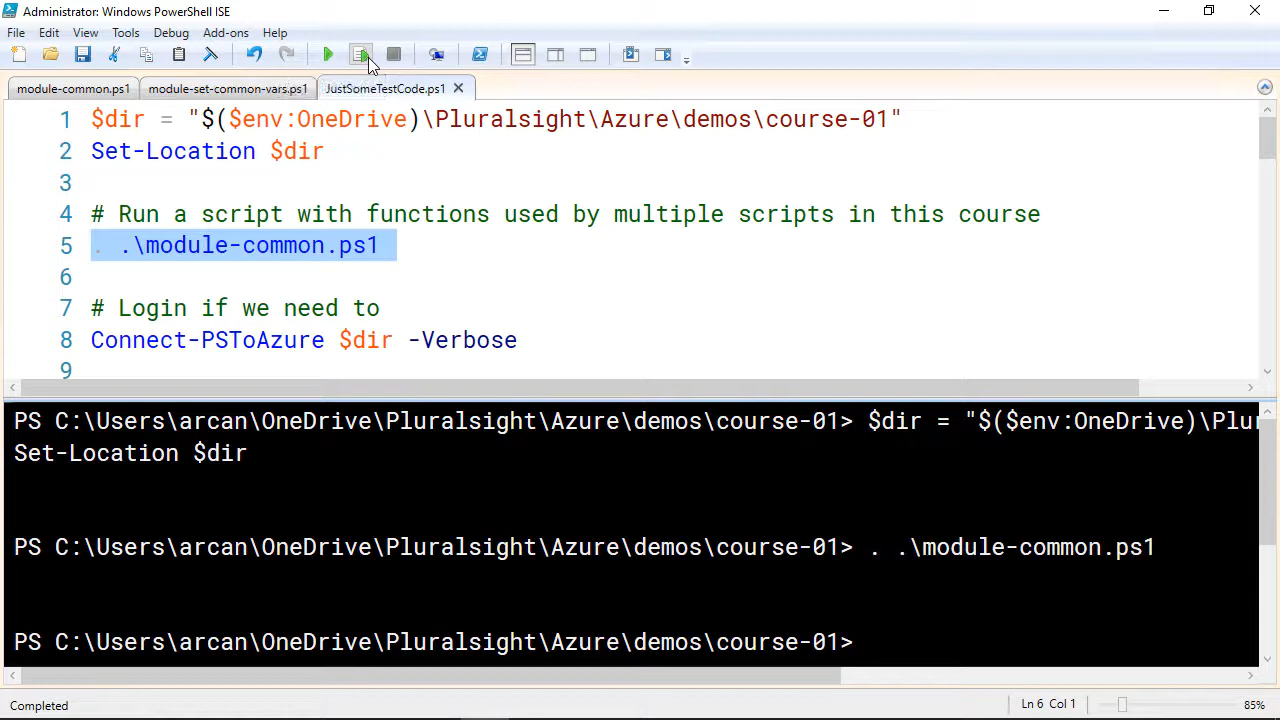 Administrator: Windows PowerShell ISE
File Edit View Tools Debug Add-ons Help
module-common.ps1 module-set-common-vars.ps1 JustSomeTestCode.ps1
1 $dir = "$($env:OneDrive)\Pluralsight\Azure\demos\course-01"
2 Set-Location $dir
3
4 # Run a script with functions used by multiple scripts in this course
5 . .\module-common.ps1
6
7 # Login if we need to
8 Connect-PSToAzure $dir -Verbose
9
PS C:\Users\arcan\OneDrive\Pluralsight\Azure\demos\course-01> $dir = "$($env:OneDrive)\Plur
Set-Location $dir
PS C:\Users\arcan\OneDrive\Pluralsight\Azure\demos\course-01> . .\module-common.ps1
PS C:\Users\arcan\OneDrive\Pluralsight\Azure\demos\course-01>
Completed Ln 6 Col 1 85%